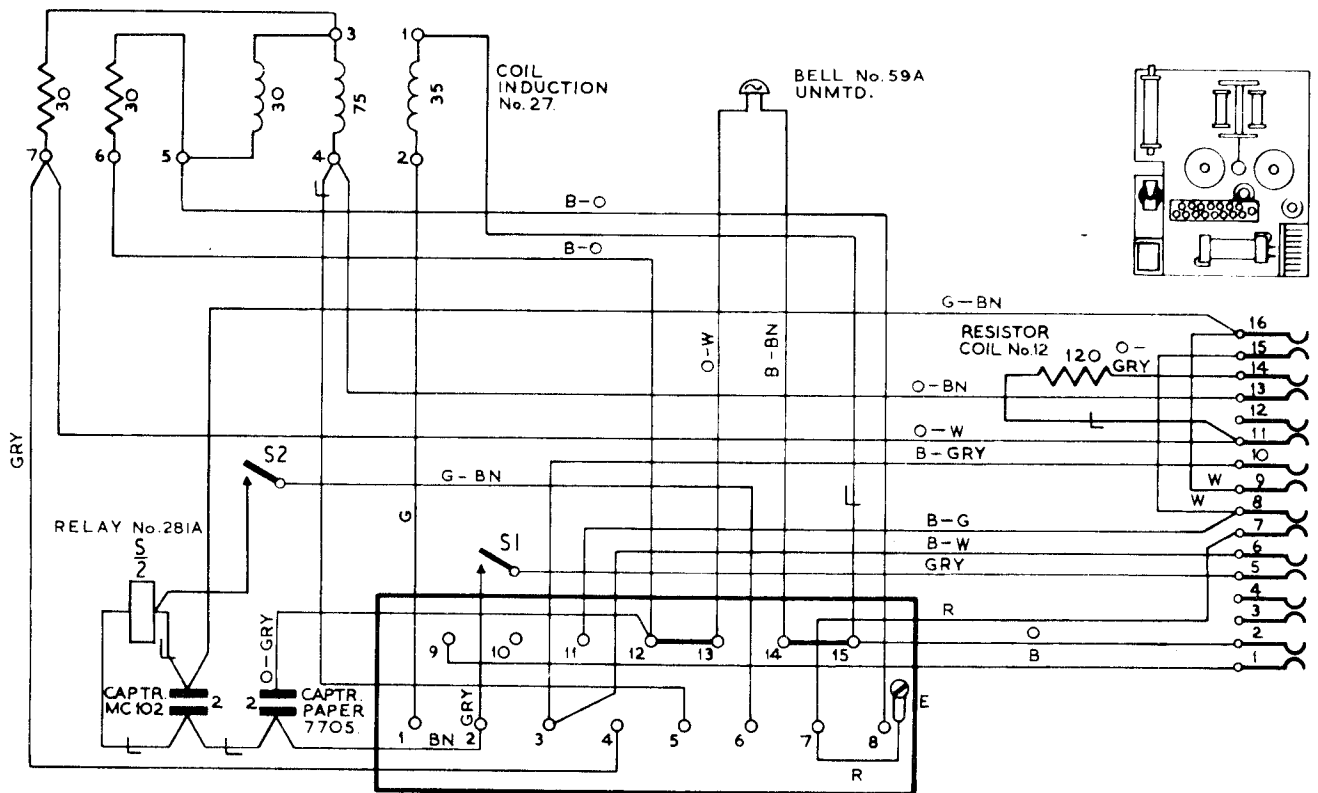 3
1
30
30
30
75
35
COIL
INDUCTION
No. 27.
BELL No. 59A
UNMTD.
7
6
5
4
2
B-O
B-O
G-BN
RESISTOR
COIL No. 12
120
O-
GRY
O-W
B-BN
O-BN
GRY
O-W
B-GRY
S2
G-BN
G
L
L
L
W
W
RELAY No. 281A
S
2
S1
B-G
B-W
GRY
R
O-GRY
O
B
16
15
14
13
12
11
10
9
8
7
6
5
4
3
2
1
9
10
11
12
13
14
15
L
CAPTR.
MC 102
2
2
CAPTR.
PAPER
7705.
GRY
E
L
L
BN
1
2
3
4
5
6
7
8
R